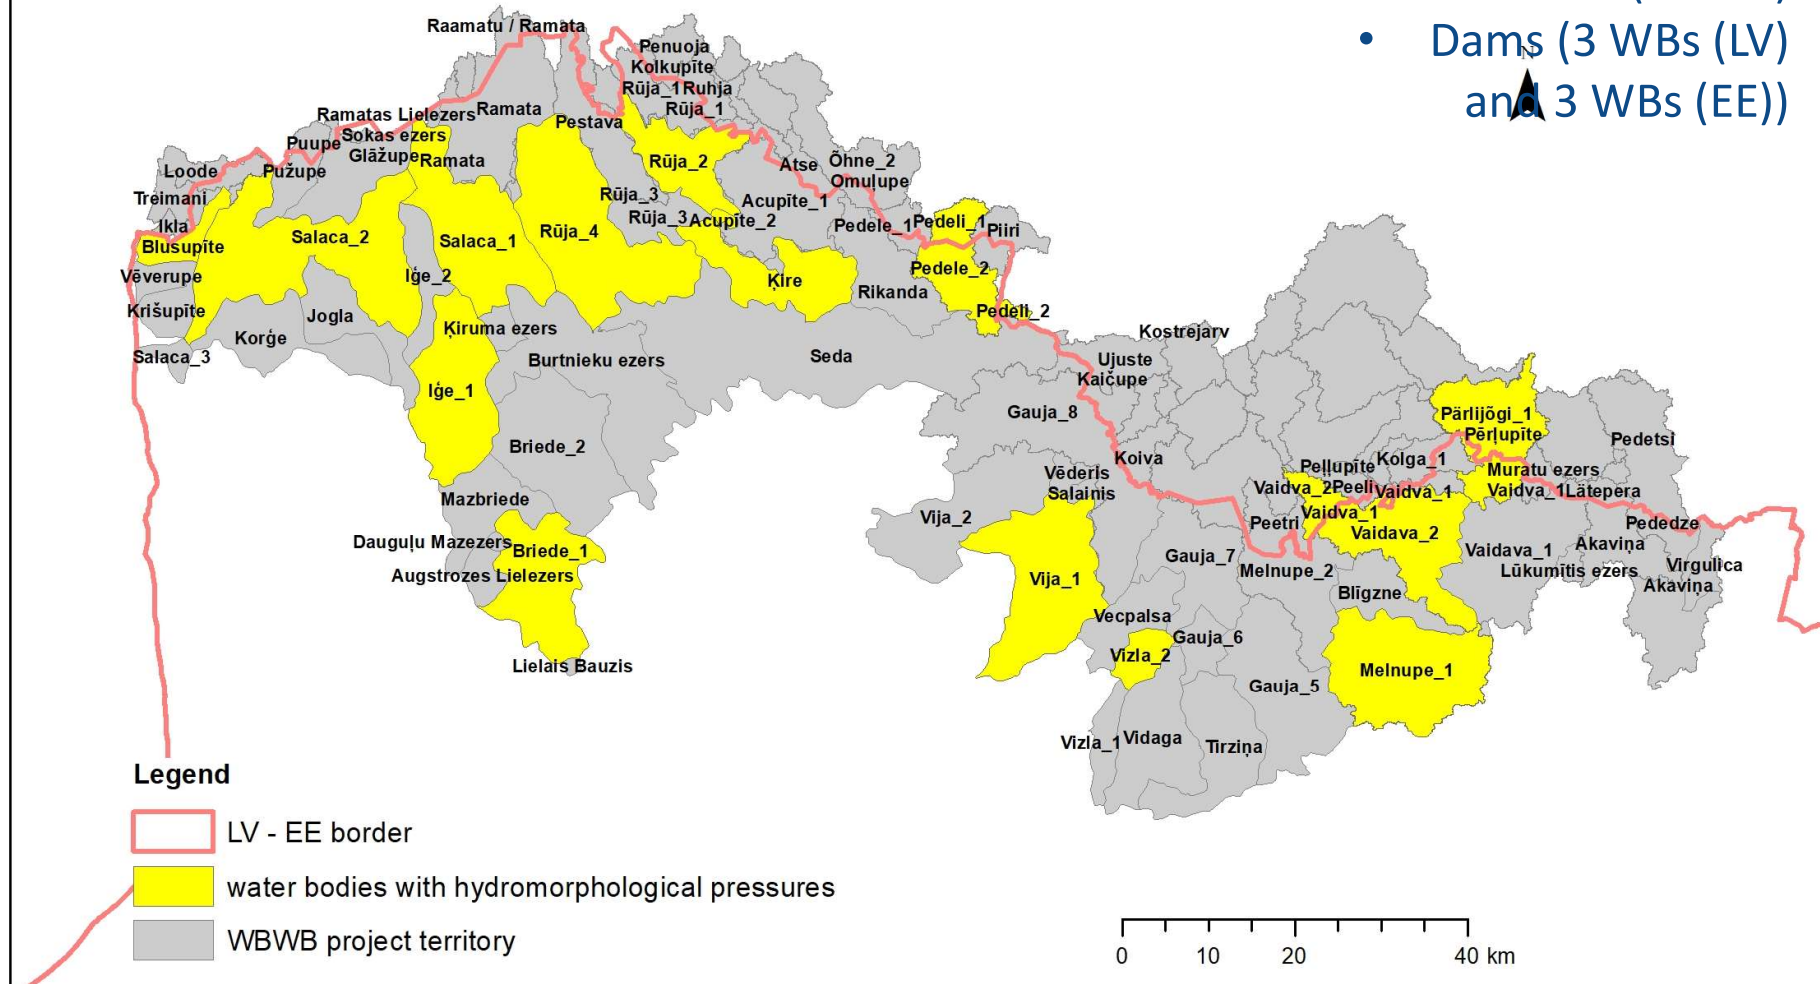 Dams (3 WBs (LV)
and 3 WBs (EE))
N
Raamatu / Ramata
Penuoja
Kolkupīte
Rūja_1 Ruhja
Rūja_1
Ramatas Lielezers
Ramata
Pestava
Puupe
Sokas ezers
Glāžupe
Ramata
Loode
Pužupe
Treimani
Ikla
Blusupīte
Vēverupe
Krišupīte
Salaca_3
Salaca_2
Salaca_1
Iģe_2
Jogla
Korģe
Rūja_2
Rūja_3
Rūja_3
Acupīte_2
Rūja_4
Atse
Õhne_2
Omuļupe
Acupīte_1
Pedele_1
Pedeli_1
Piiri
Pedele_2
Pedeli_2
Ķire
Rikanda
Ķiruma ezers
Burtnieku ezers
Seda
Iģe_1
Briede_2
Mazbriede
Dauguļu Mazezers
Briede_1
Augstrozes Lielezers
Lielais Bauzis
Kostrejarv
Ujuste
Kaičupe
Gauja_8
Koiva
Vēderis
Salainis
Vija_2
Vija_1
Pärlijõgi_1
Pērļupīte
Pedetsi
Peļļupīte
Kolga_1
Muratu ezers
Vaidva_2
Peeli
Vaidva_1
Vaidva_1
Lätepera
Peetri
Vaidva_1
Vaidava_2
Pededze
Gauja_7
Melnupe_2
Vaidava_1
Akaviņa
Lūkumītis ezers
Virgulica
Akaviņa
Blīgzne
Vecpalsa
Gauja_6
Vizla_2
Melnupe_1
Gauja_5
Vizla_1
Vidaga
Tirziņa
Legend
LV - EE border
water bodies with hydromorphological pressures
WBWB project territory
0 10 20 40 km